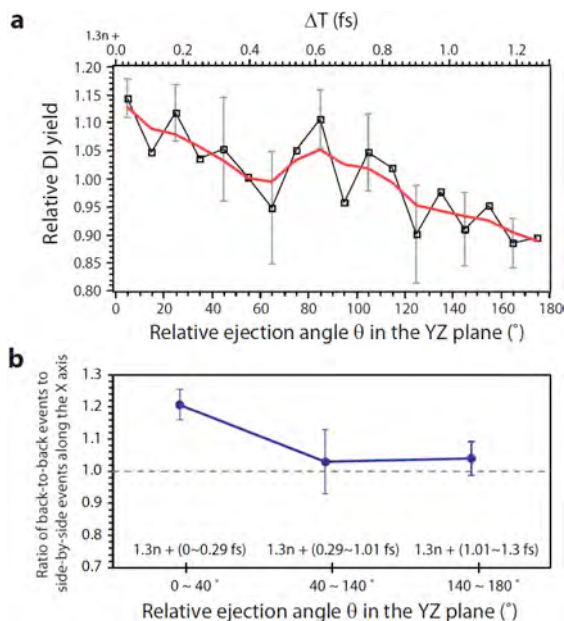 a
ΔT (fs)
1.3n +
0.0 0.2 0.4 0.6 0.8 1.0 1.2
1.20
1.15
1.10
1.05
1.00
0.95
0.90
0.85
0.80
Relative DI yield
0 20 40 60 80 100 120 140 160 180
Relative ejection angle θ in the YZ plane (°)
b
1.3
1.2
1.1
1.0
0.9
0.8
0.7
Ratio of back-to-back events to
side-by-side events along the X axis
1.3n + (0~0.29 fs) 1.3n + (0.29~1.01 fs) 1.3n + (1.01~1.3 fs)
0 ~ 40 ° 40 ~ 140 ° 140 ~ 180 °
Relative ejection angle θ in the YZ plane (°)